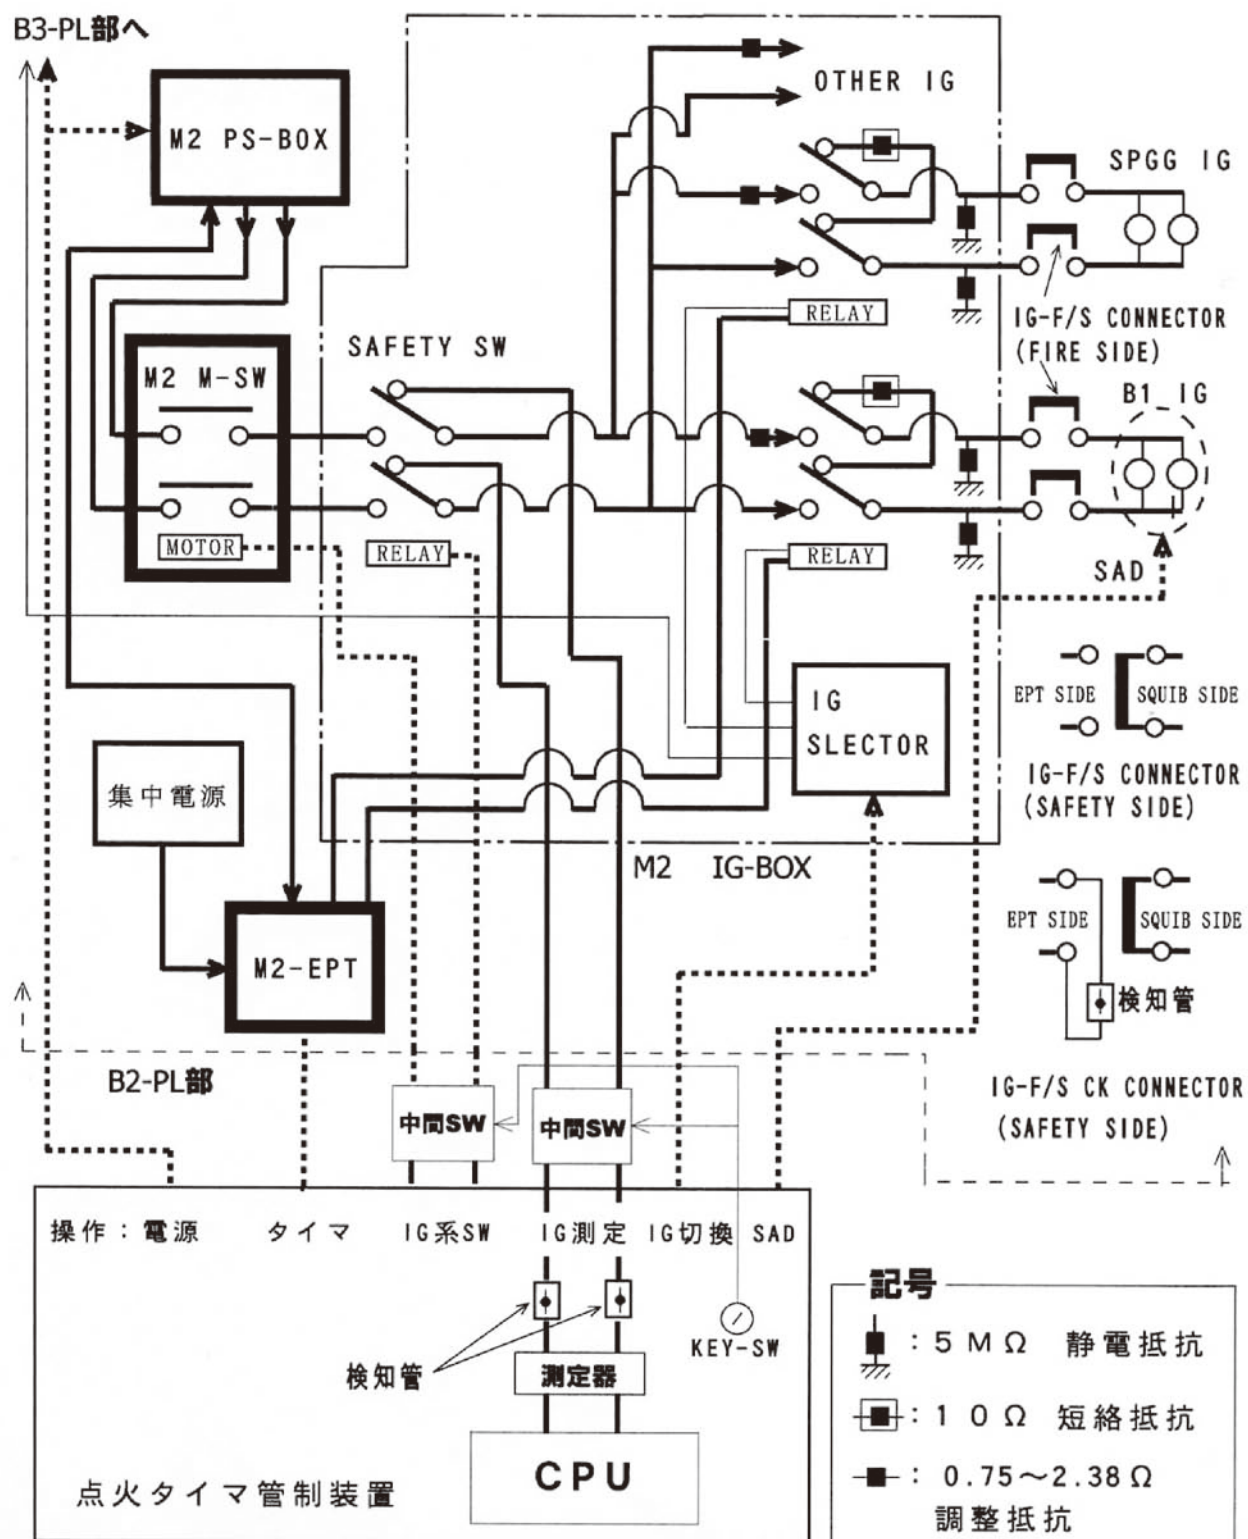 B3-PL部へ
M2 PS-BOX
OTHER IG
SPGG IG
IG-F/S CONNECTOR
(FIRE SIDE)
RELAY
SAFETY SW
M2 M-SW
B1 IG
MOTOR
RELAY
RELAY
SAD
IG
SLECTOR
EPT SIDE
SQUIB SIDE
IG-F/S CONNECTOR
(SAFETY SIDE)
集中電源
M2 IG-BOX
EPT SIDE
SQUIB SIDE
M2-EPT
検知管
B2-PL部
IG-F/S CK CONNECTOR
(SAFETY SIDE)
中間SW
中間SW
操作：電源
タイマ
IG系SW
IG測定
IG切換
SAD
検知管
KEY-SW
測定器
CPU
点火タイマ管制装置
記号
：5MΩ 静電抵抗
：10Ω 短絡抵抗
：0.75～2.38Ω
調整抵抗